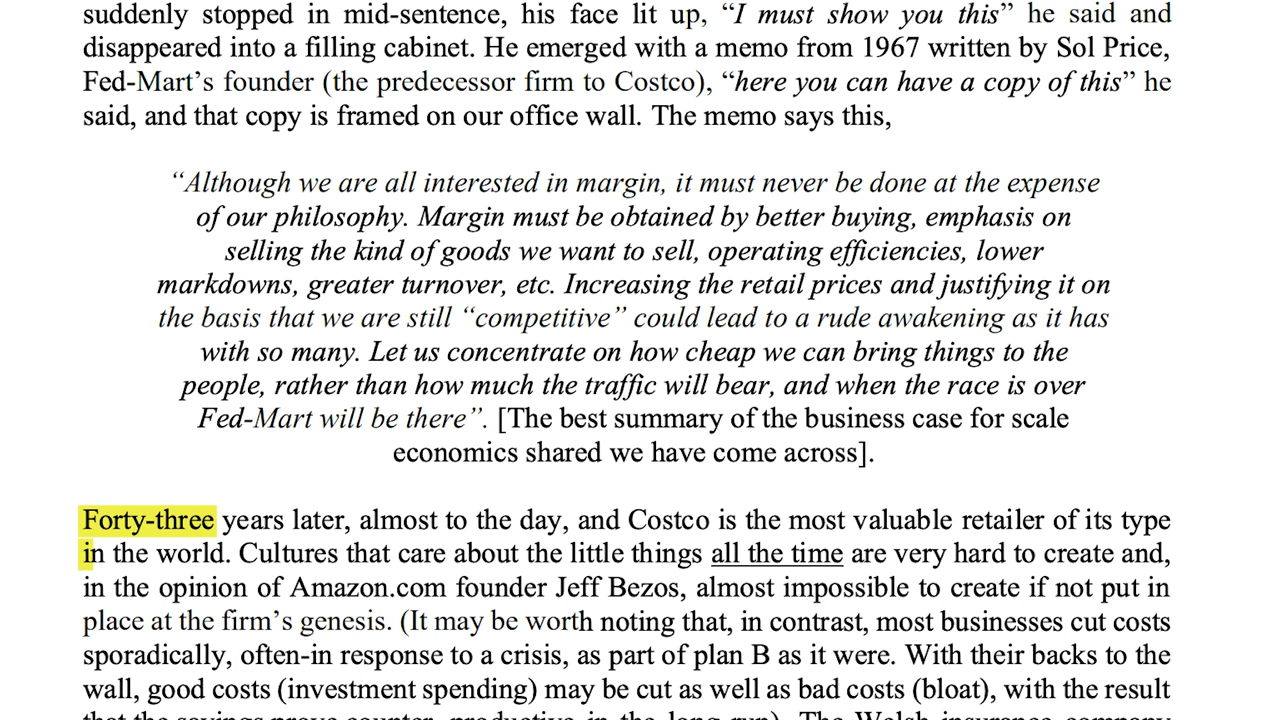 suddenly stopped in mid-sentence, his face lit up, “I must show you this” he said and
disappeared into a filling cabinet. He emerged with a memo from 1967 written by Sol Price,
Fed-Mart’s founder (the predecessor firm to Costco), “here you can have a copy of this” he
said, and that copy is framed on our office wall. The memo says this,
“Although we are all interested in margin, it must never be done at the expense
of our philosophy. Margin must be obtained by better buying, emphasis on
selling the kind of goods we want to sell, operating efficiencies, lower
markdowns, greater turnover, etc. Increasing the retail prices and justifying it on
the basis that we are still “competitive” could lead to a rude awakening as it has
with so many. Let us concentrate on how cheap we can bring things to the
people, rather than how much the traffic will bear, and when the race is over
Fed-Mart will be there”. [The best summary of the business case for scale
economics shared we have come across].
Forty-three years later, almost to the day, and Costco is the most valuable retailer of its type
in the world. Cultures that care about the little things all the time are very hard to create and,
in the opinion of Amazon.com founder Jeff Bezos, almost impossible to create if not put in
place at the firm’s genesis. (It may be worth noting that, in contrast, most businesses cut costs
sporadically, often-in response to a crisis, as part of plan B as it were. With their backs to the
wall, good costs (investment spending) may be cut as well as bad costs (bloat), with the result
that the savings prove counter-productive in the long run). The Welsh insurance company